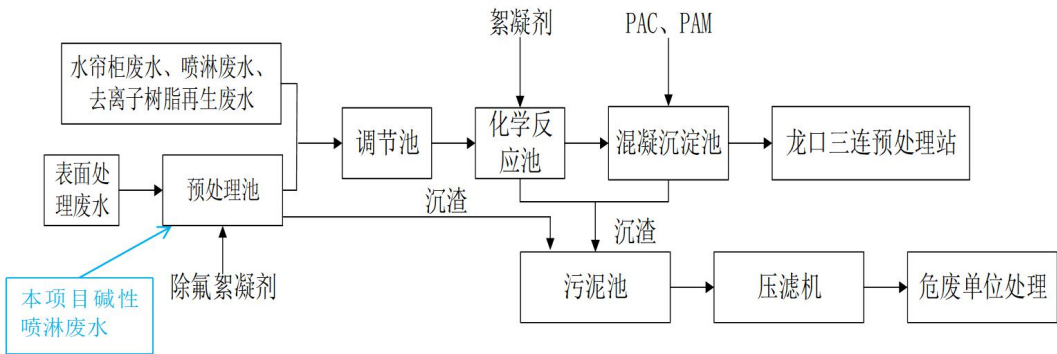 絮凝剂
PAC、PAM
水帘柜废水、喷淋废水、
去离子树脂再生废水
调节池
化学反
应池
混凝沉淀池
龙口三连预处理站
表面处
理废水
预处理池
沉渣
沉渣
本项目碱性
喷淋废水
除氟絮凝剂
污泥池
压滤机
危废单位处理